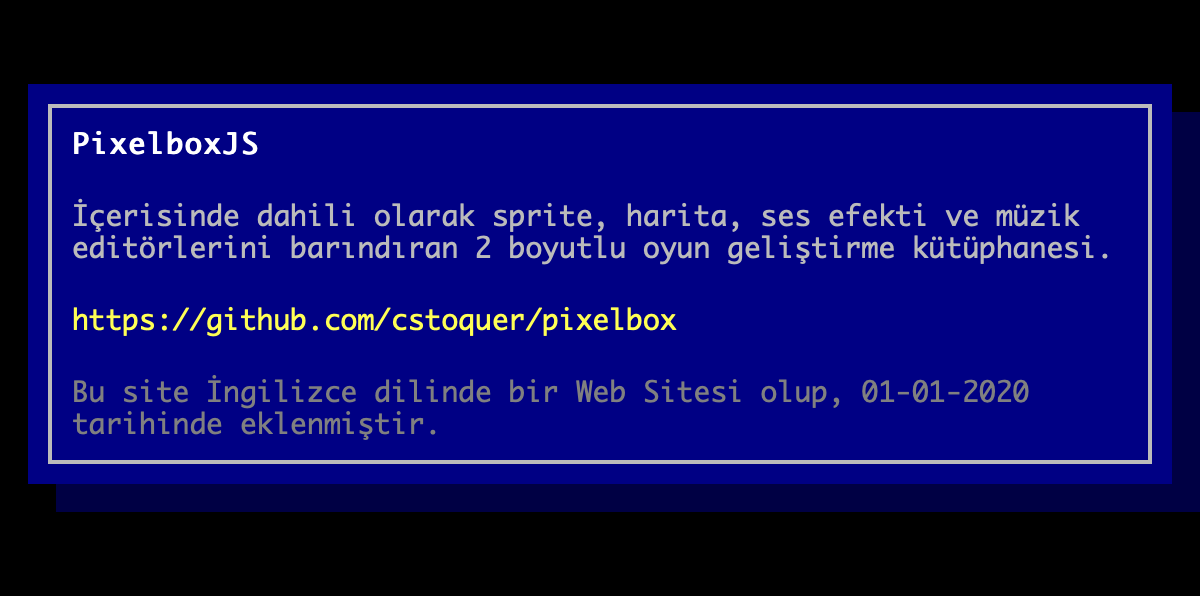 PixelboxJS
İçerisinde dahili olarak sprite, harita, ses efekti ve müzik
editörlerini barındıran 2 boyutlu oyun geliştirme kütüphanesi.
https://github.com/cstoquer/pixelbox
Bu site İngilizce dilinde bir Web Sitesi olup, 01-01-2020
tarihinde eklenmiştir.